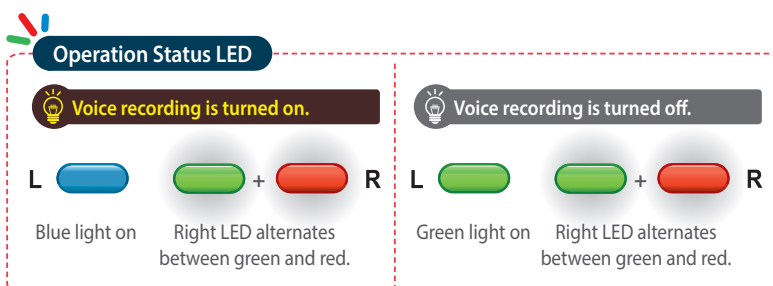 Operation Status LED
Voice recording is turned on.
L + R
Blue light on
Right LED alternates
between green and red.
Voice recording is turned off.
L + R
Green light on
Right LED alternates
between green and red.